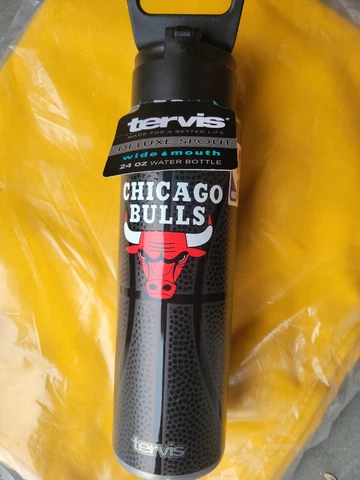 tervis®
MADE FOR A BETTER LIFE
DELUXE SPOUT
wide mouth
24 OZ WATER BOTTLE
CHICAGO
BULLS
tervis